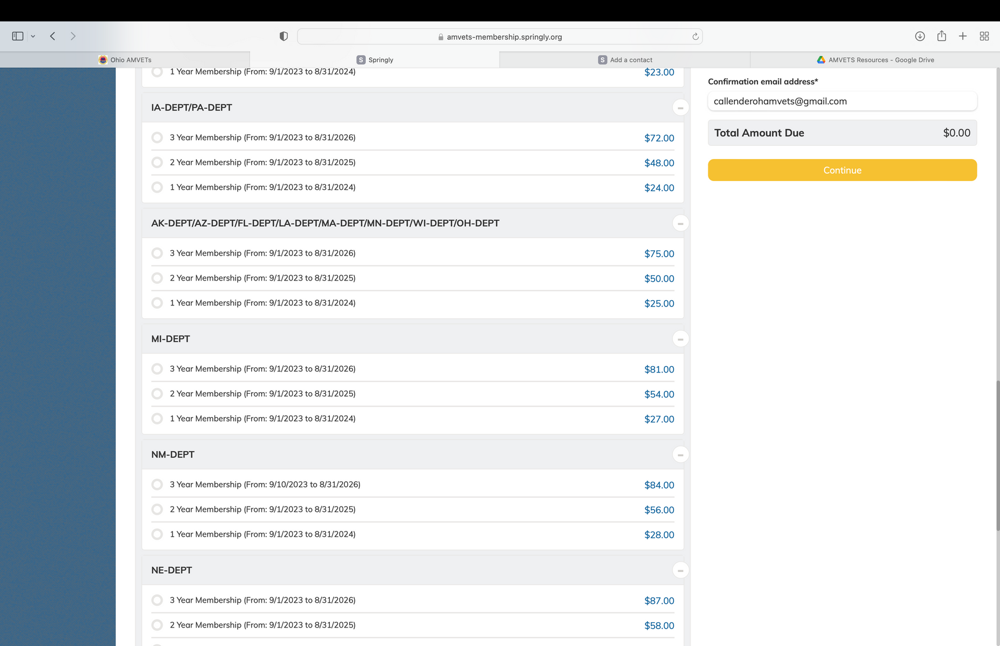 amvets-membership.springly.org
Ohio AMVETs
S Springly
S Add a contact
AMVETS Resources - Google Drive
1 Year Membership (From: 9/1/2023 to 8/31/2024) $23.00
IA-DEPT/PA-DEPT
3 Year Membership (From: 9/1/2023 to 8/31/2026) $72.00
2 Year Membership (From: 9/1/2023 to 8/31/2025) $48.00
1 Year Membership (From: 9/1/2023 to 8/31/2024) $24.00
AK-DEPT/AZ-DEPT/FL-DEPT/LA-DEPT/MA-DEPT/MN-DEPT/WI-DEPT/OH-DEPT
3 Year Membership (From: 9/1/2023 to 8/31/2026) $75.00
2 Year Membership (From: 9/1/2023 to 8/31/2025) $50.00
1 Year Membership (From: 9/1/2023 to 8/31/2024) $25.00
MI-DEPT
3 Year Membership (From: 9/1/2023 to 8/31/2026) $81.00
2 Year Membership (From: 9/1/2023 to 8/31/2025) $54.00
1 Year Membership (From: 9/1/2023 to 8/31/2024) $27.00
NM-DEPT
3 Year Membership (From: 9/10/2023 to 8/31/2026) $84.00
2 Year Membership (From: 9/1/2023 to 8/31/2025) $56.00
1 Year Membership (From: 9/1/2023 to 8/31/2024) $28.00
NE-DEPT
3 Year Membership (From: 9/1/2023 to 8/31/2026) $87.00
2 Year Membership (From: 9/1/2023 to 8/31/2025) $58.00
Confirmation email address*
callenderohamvets@gmail.com
Total Amount Due $0.00
Continue